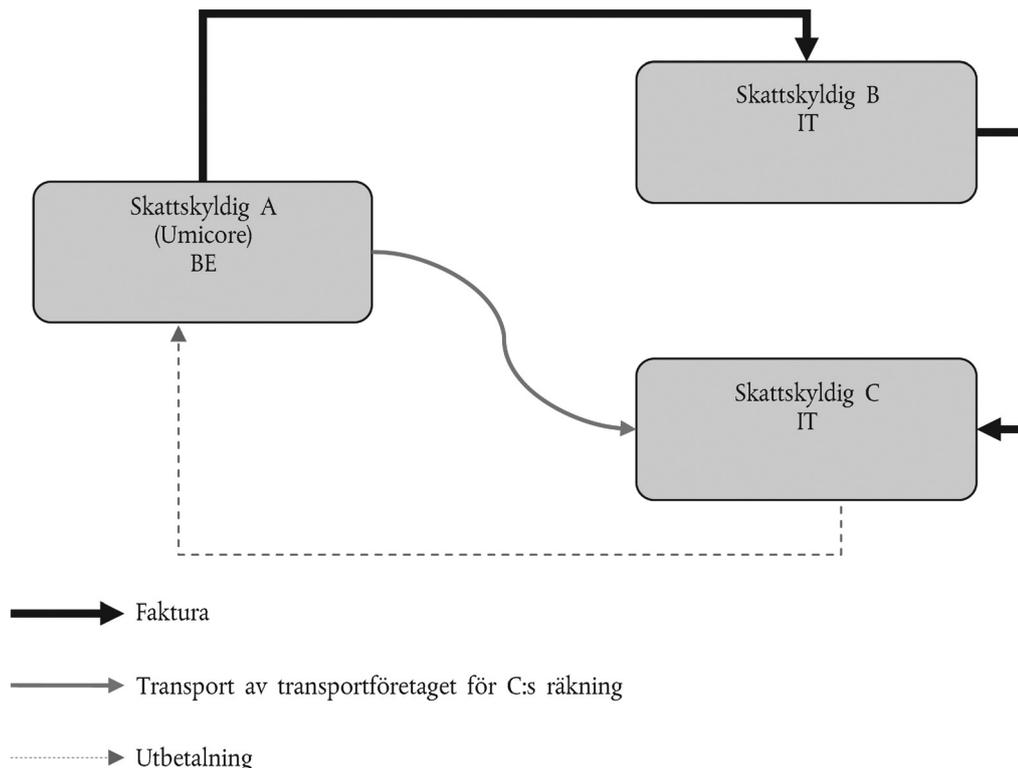 Skattskyldig B
IT
Skattskyldig A
(Umicore)
BE
Skattskyldig C
IT
Faktura
Transport av transportföretaget för C:s räkning
Utbetalning